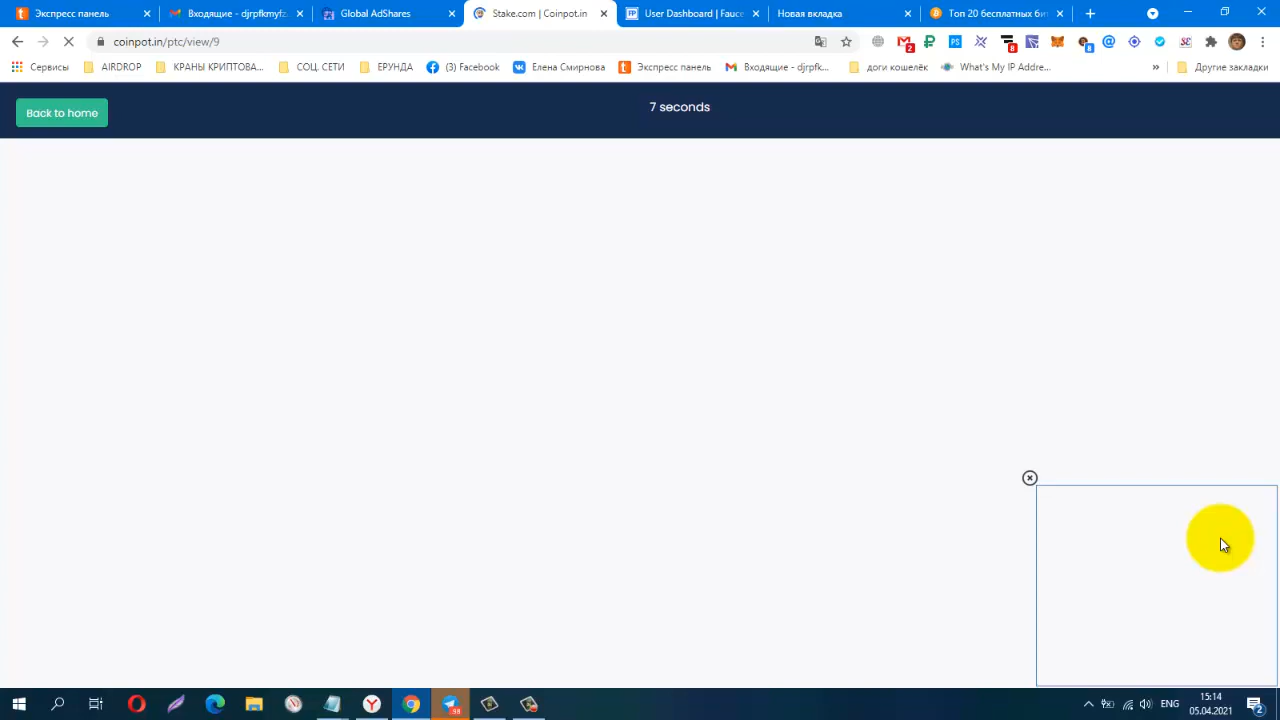 Экспресс панель
Входящие - djrpfkmyfz
Global AdShares
Stake.com | Coinpot.in
User Dashboard | Fauce
Новая вкладка
Топ 20 бесплатных бит
coinpot.in/ptc/view/9
Сервисы
AIRDROP
КРАНЫ КРИПТОВА...
СОЦ. СЕТИ
ЕРУНДА
(3) Facebook
Елена Смирнова
Экспресс панель
Входящие - djrpfk...
доги кошелёк
What's My IP Addre...
»
Другие закладки
Back to home
7 seconds
ENG
15:14
05.04.2021